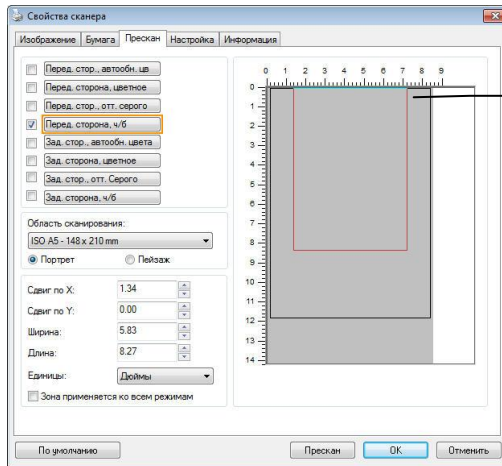 Свойства сканера
Изображение Бумага Прескан Настройка Информация
Перед. стор., автообн. цв
Перед. сторона, цветное
Перед. стор., отт. серого
Перед. сторона, ч/б
Зад. стор., автообн. цвета
Зад. сторона, цветное
Зад. стор., отт. Серого
Зад. сторона, ч/б
Область сканирования:
ISO A5 - 148 x 210 mm
Портрет Пейзаж
Сдвиг по X: 1.34
Сдвиг по Y: 0.00
Ширина: 5.83
Длина: 8.27
Единицы: Дюймы
Зона применяется ко всем режимам
0 1 2 3 4 5 6 7 8 9
0
1
2
3
4
5
6
7
8
9
10
11
12
13
14
По умолчанию Прескан OK Отменить